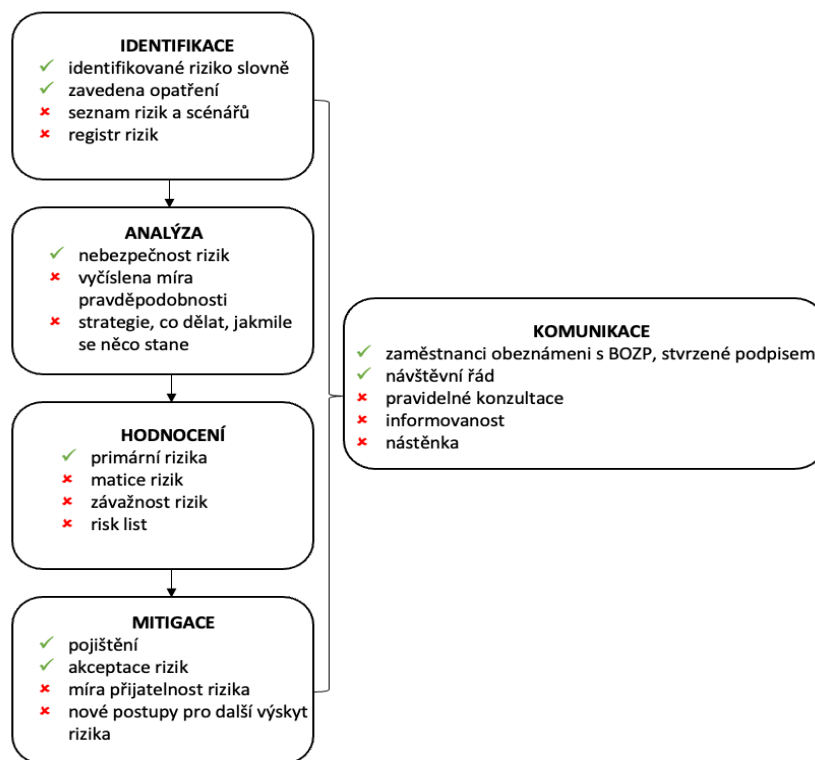 IDENTIFIKACE
✓ identifikované riziko slovně
✓ zavedena opatření
✗ seznam rizik a scénářů
✗ registr rizik
ANALÝZA
✓ nebezpečnost rizik
✗ vyčíslena míra
pravděpodobnosti
✗ strategie, co dělat, jakmile
se něco stane
HODNOCENÍ
✓ primární rizika
✗ matice rizik
✗ závažnost rizik
✗ risk list
MITIGACE
✓ pojištění
✓ akceptace rizik
✗ míra přijatelnost rizika
✗ nové postupy pro další výskyt
rizika
KOMUNIKACE
✓ zaměstnanci obeznámeni s BOZP, stvrzené podpisem
✓ návštěvní řád
✗ pravidelné konzultace
✗ informovanost
✗ nástěnka